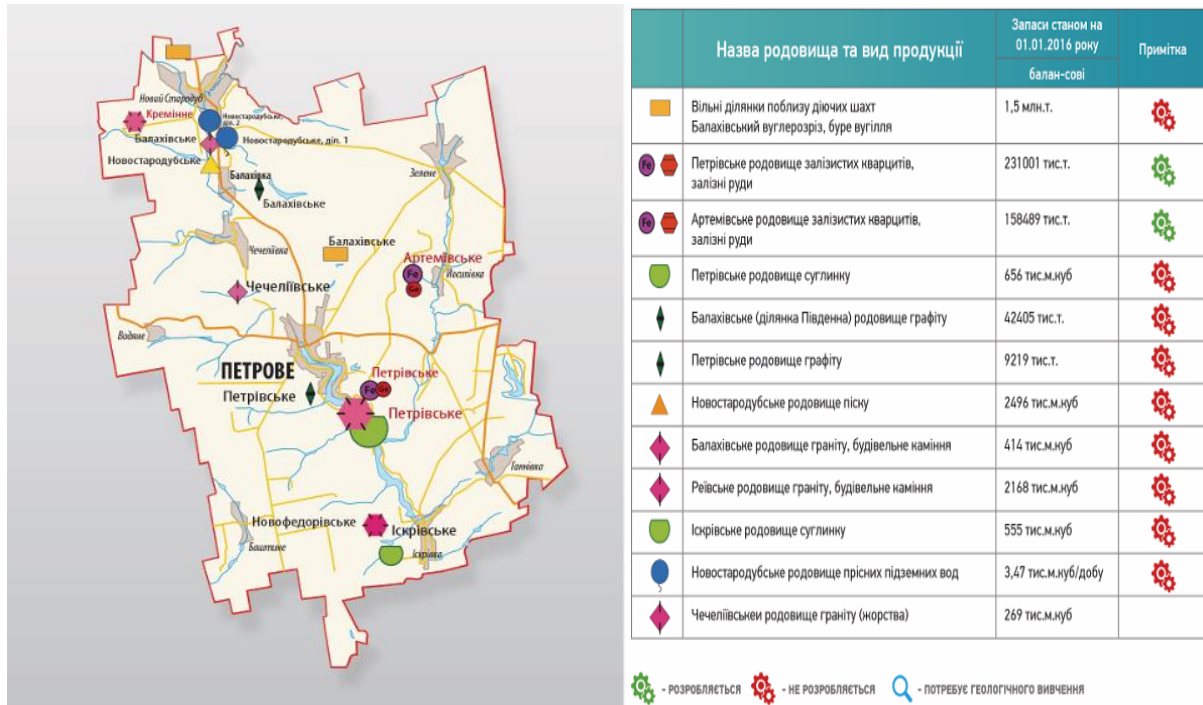 Новий Стародуб
Кремінне
Новостародубське,
діл. 2
Балахівське
Новостародубське, діл. 1
Новостародубське
Балахівка
Балахівське
Зелене
Чечеліївка
Балахівське
Артемівське
Fe
Йосипівка
Ge
Чечеліївське
Водяне
ПЕТРОВЕ
Петрівське
Петрівське
Fe
Ge
Петрівське
Ганнівка
Новофедорівське
Іскрівське
Баштине
Іскрівка
Назва родовища та вид продукції
Запаси станом на
01.01.2016 року
балан-сові
Примітка
Вільні ділянки поблизу діючих шахт
Балахівський вуглерозріз, буре вугілля
1,5 млн.т.
Fe
Петрівське родовище залізистих кварцитів,
залізні руди
231001 тис.т.
Fe
Артемівське родовище залізистих кварцитів,
залізні руди
158489 тис.т.
Петрівське родовище суглинку
656 тис.м.куб
Балахівське (ділянка Південна) родовище графіту
42405 тис.т.
Петрівське родовище графіту
9219 тис.т.
Новостародубське родовище піску
2496 тис.м.куб
Балахівське родовище граніту, будівельне каміння
414 тис.м.куб
Реївське родовище граніту, будівельне каміння
2168 тис.м.куб
Іскрівське родовище суглинку
555 тис.м.куб
Новостародубське родовище прісних підземних вод
3,47 тис.м.куб/добу
Чечеліївськеи родовище граніту (жорства)
269 тис.м.куб
- РОЗРОБЛЯЄТЬСЯ
- НЕ РОЗРОБЛЯЄТЬСЯ
- ПОТРЕБУЄ ГЕОЛОГІЧНОГО ВИВЧЕННЯ